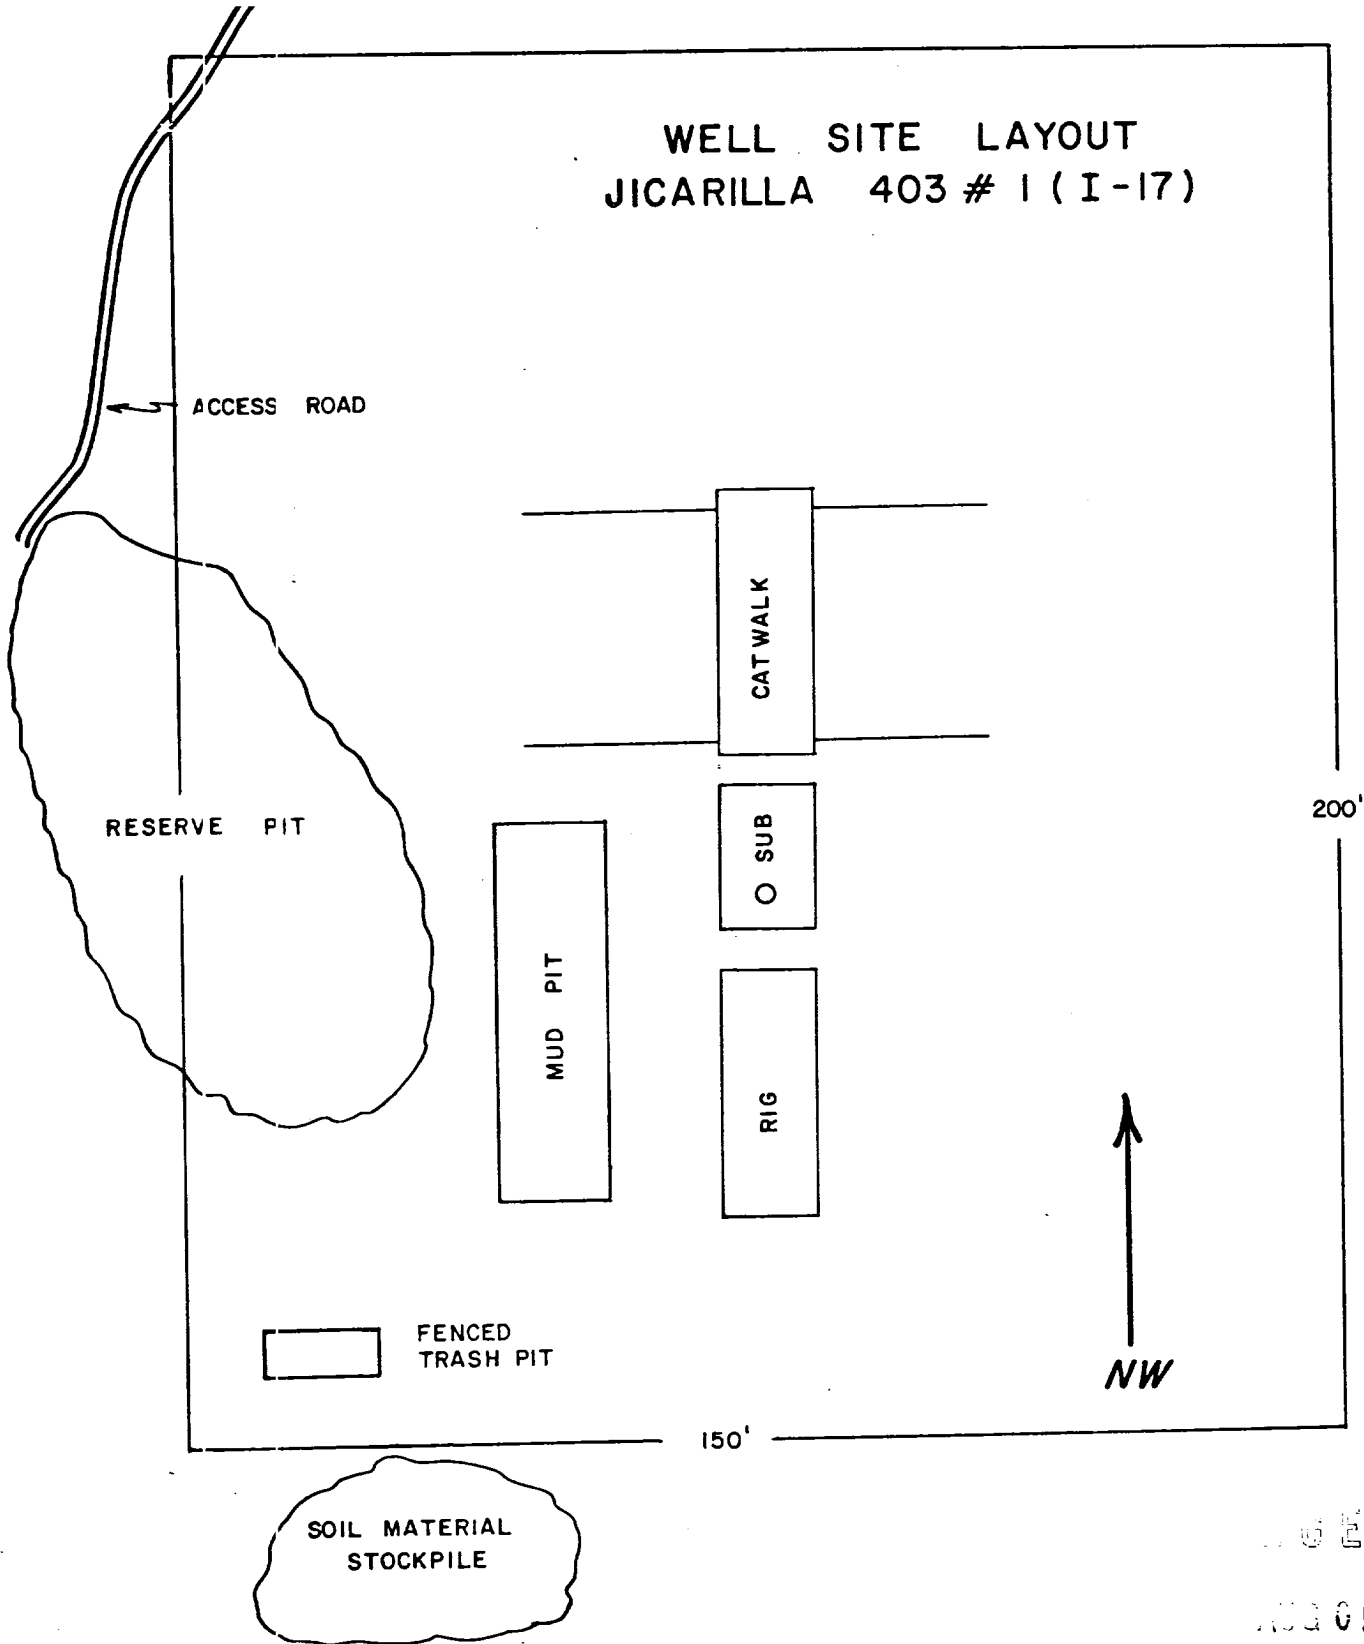 WELL SITE LAYOUT
JICARILLA 403 # 1 ( I-17)
ACCESS ROAD
CATWALK
200'
RESERVE PIT
SUB
MUD PIT
RIG
FENCED
TRASH PIT
NW
150'
SOIL MATERIAL
STOCKPILE